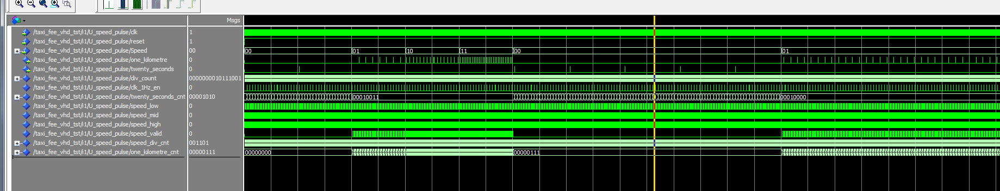 Msgs
/taxi_fee_vhd_tst/i1/U_speed_pulse/clk 1
/taxi_fee_vhd_tst/i1/U_speed_pulse/reset 1
/taxi_fee_vhd_tst/i1/U_speed_pulse/Speed 00 00 01 10 11 00 01
/taxi_fee_vhd_tst/i1/U_speed_pulse/one_kilometre 0
/taxi_fee_vhd_tst/i1/U_speed_pulse/twenty_seconds 0
/taxi_fee_vhd_tst/i1/U_speed_pulse/div_count 0000000010111001
/taxi_fee_vhd_tst/i1/U_speed_pulse/clk_1Hz_en 0
/taxi_fee_vhd_tst/i1/U_speed_pulse/twenty_seconds_cnt 00001010 00010011 00010000
/taxi_fee_vhd_tst/i1/U_speed_pulse/speed_low 0
/taxi_fee_vhd_tst/i1/U_speed_pulse/speed_mid 0
/taxi_fee_vhd_tst/i1/U_speed_pulse/speed_high 0
/taxi_fee_vhd_tst/i1/U_speed_pulse/speed_valid 0
/taxi_fee_vhd_tst/i1/U_speed_pulse/speed_div_cnt 001101
/taxi_fee_vhd_tst/i1/U_speed_pulse/one_kilometre_cnt 00000111 00000000 00000111